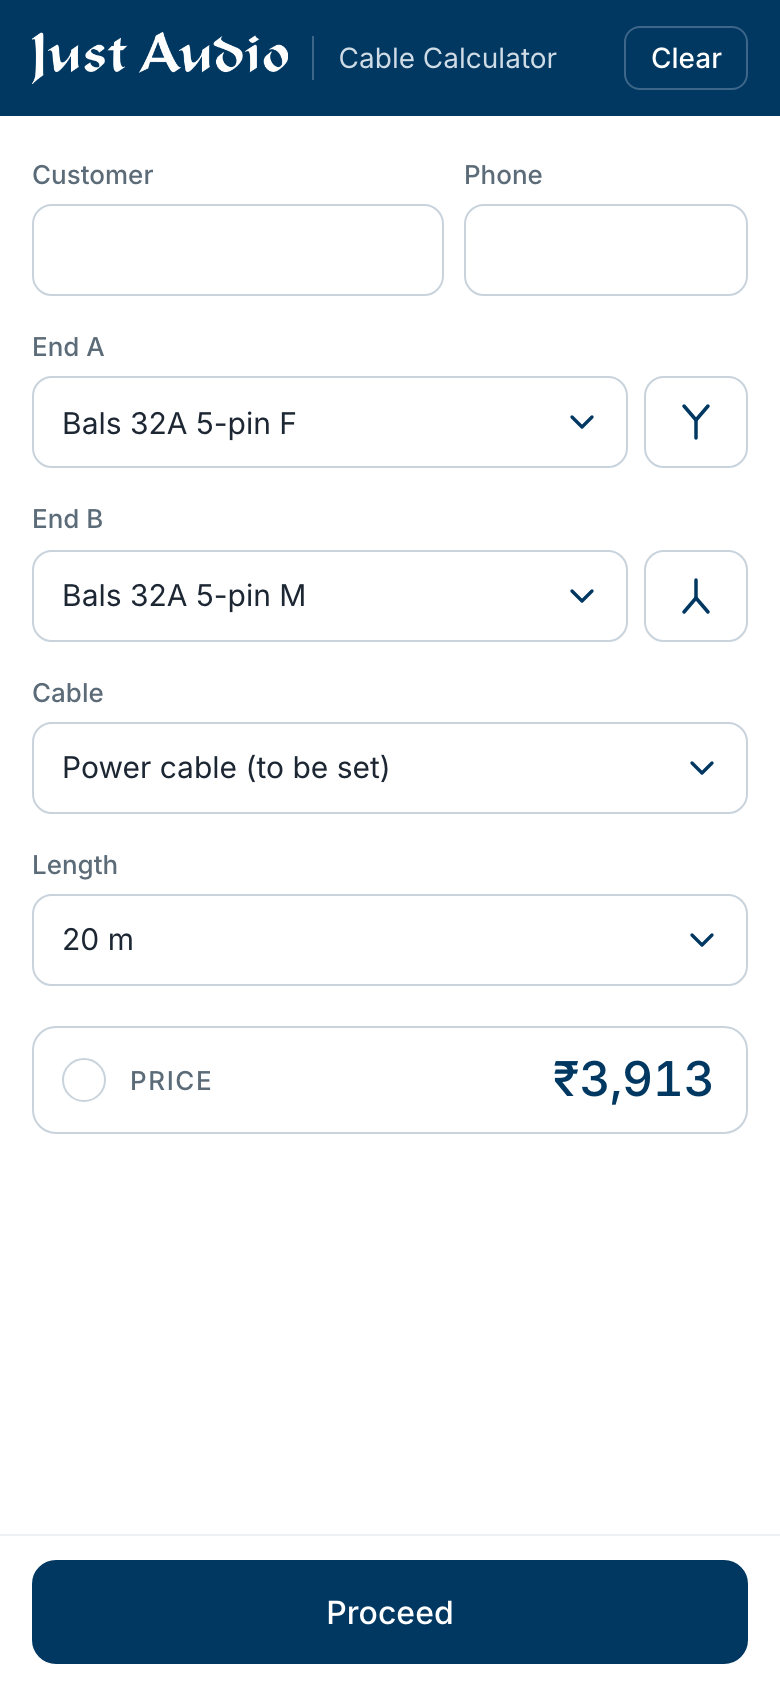 Just Audio
Cable Calculator
Clear
Customer
Phone
End A
Bals 32A 5-pin F
End B
Bals 32A 5-pin M
Cable
Power cable (to be set)
Length
20 m
PRICE
₹3,913
Proceed